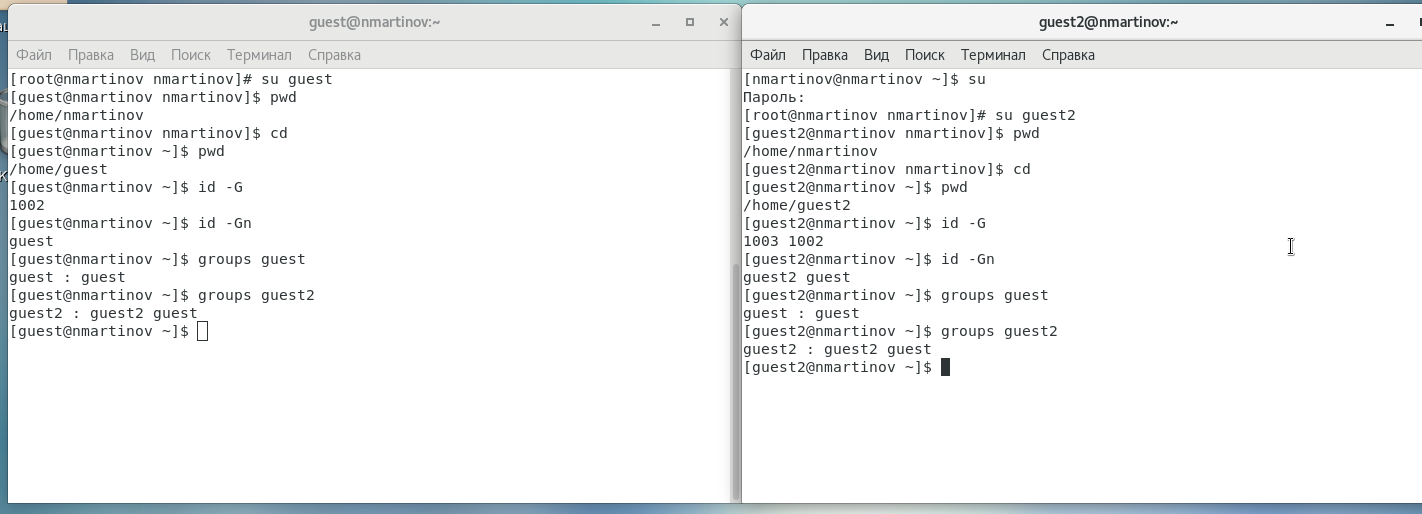 guest@nmartinov:~
Файл Правка Вид Поиск Терминал Справка
[root@nmartinov nmartinov]# su guest
[guest@nmartinov nmartinov]$ pwd
/home/nmartinov
[guest@nmartinov nmartinov]$ cd
[guest@nmartinov ~]$ pwd
/home/guest
[guest@nmartinov ~]$ id -G
1002
[guest@nmartinov ~]$ id -Gn
guest
[guest@nmartinov ~]$ groups guest
guest : guest
[guest@nmartinov ~]$ groups guest2
guest2 : guest2 guest
[guest@nmartinov ~]$
guest2@nmartinov:~
Файл Правка Вид Поиск Терминал Справка
[nmartinov@nmartinov ~]$ su
Пароль:
[root@nmartinov nmartinov]# su guest2
[guest2@nmartinov nmartinov]$ pwd
/home/nmartinov
[guest2@nmartinov nmartinov]$ cd
[guest2@nmartinov ~]$ pwd
/home/guest2
[guest2@nmartinov ~]$ id -G
1003 1002
[guest2@nmartinov ~]$ id -Gn
guest2 guest
[guest2@nmartinov ~]$ groups guest
guest : guest
[guest2@nmartinov ~]$ groups guest2
guest2 : guest2 guest
[guest2@nmartinov ~]$